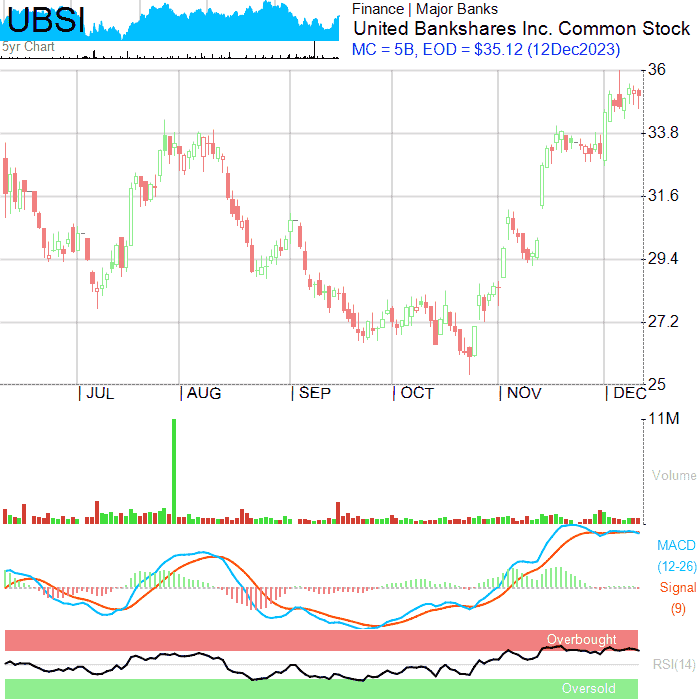 UBSI
5yr Chart
Finance | Major Banks
United Bankshares Inc. Common Stock
MC = 5B, EOD = $35.12 (12Dec2023)
36
33.8
31.6
29.4
27.2
25
| JUL | AUG | SEP | OCT | NOV | DEC
11M
Volume
MACD
(12-26)
Signal
(9)
Overbought
RSI(14)
Oversold